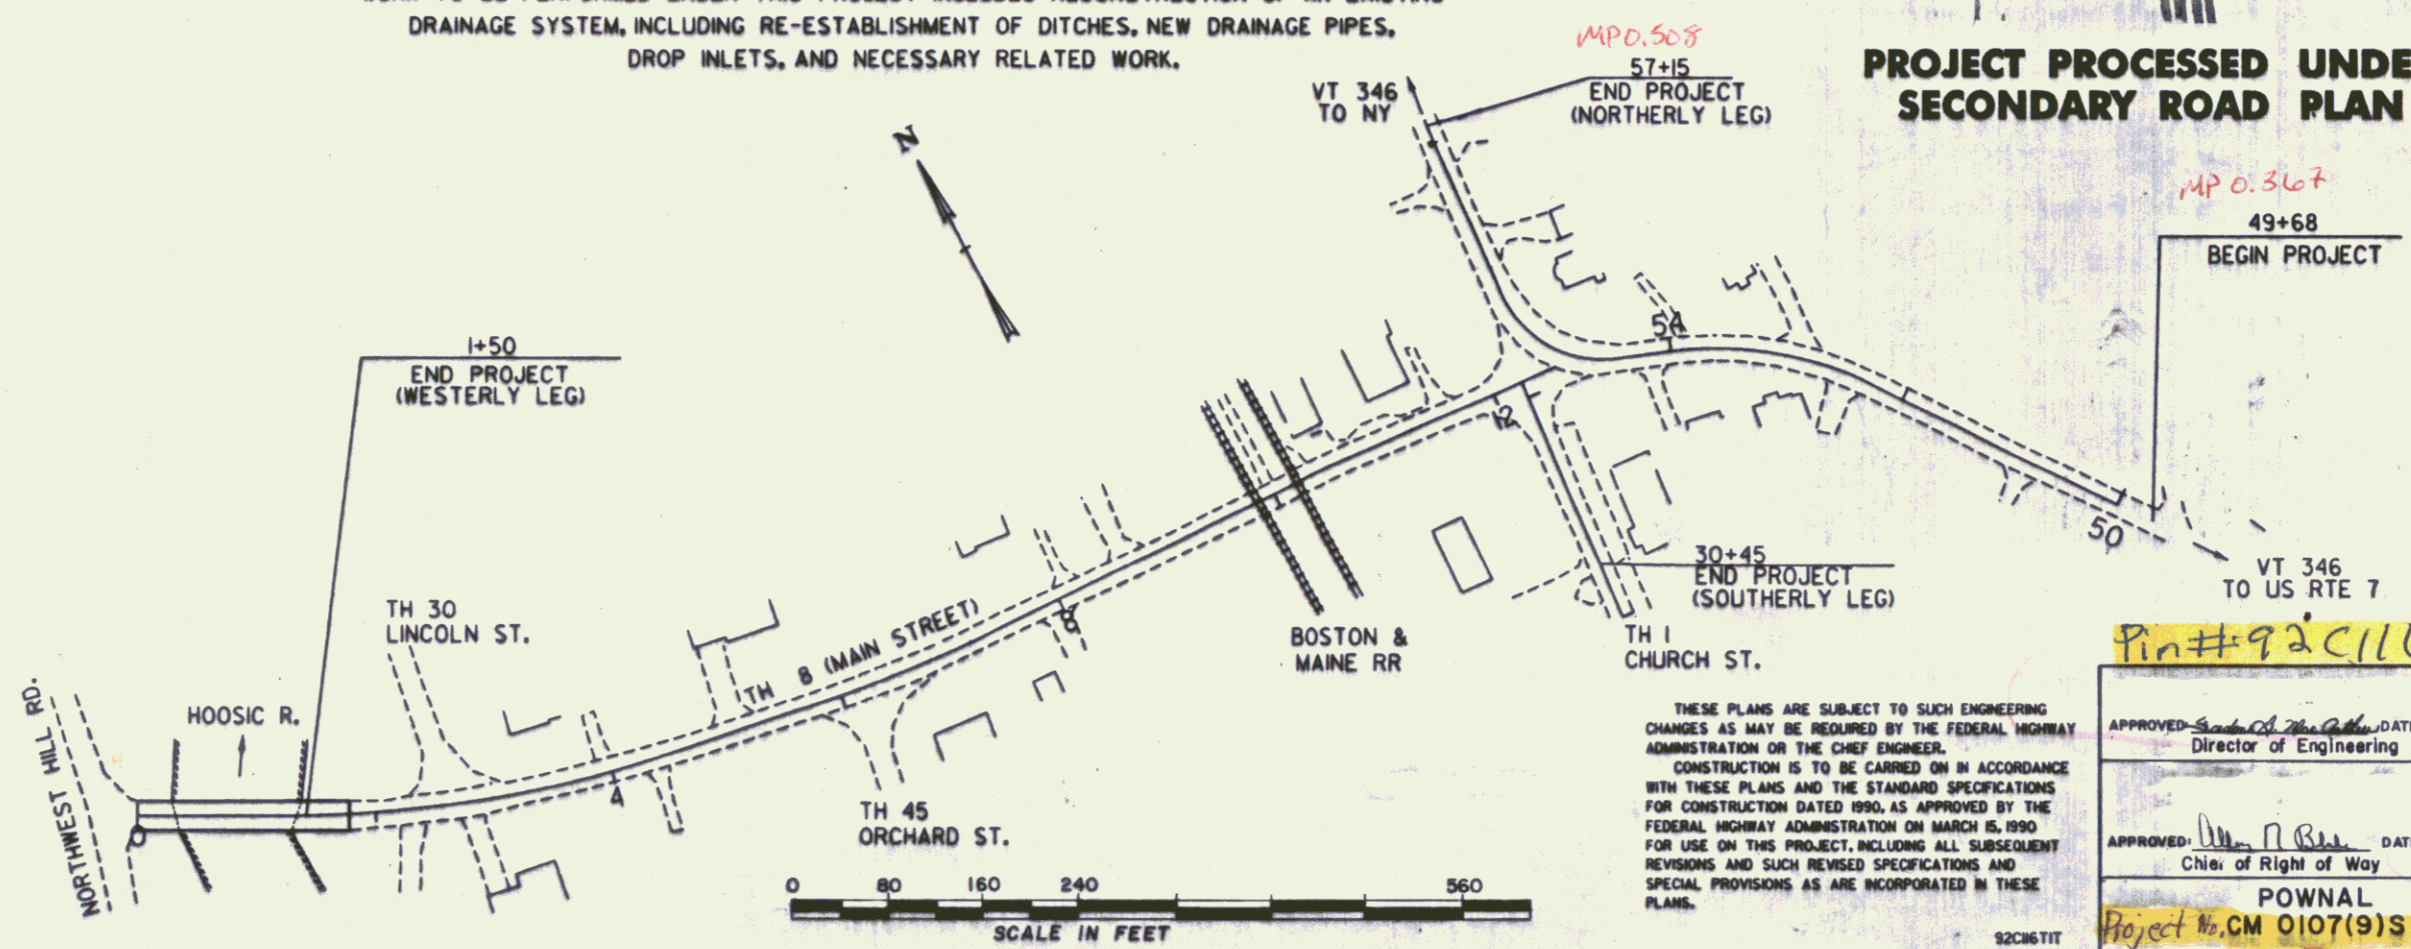 DRAINAGE SYSTEM, INCLUDING RE-ESTABLISHMENT OF DITCHES, NEW DRAINAGE PIPES,
DROP INLETS, AND NECESSARY RELATED WORK.
PROJECT PROCESSED UNDE
SECONDARY ROAD PLAN
MP 0.508
57+15
END PROJECT
(NORTHERLY LEG)
VT 346
TO NY
N
MP 0.367
49+68
BEGIN PROJECT
1+50
END PROJECT
(WESTERLY LEG)
54
12
50
VT 346
TO US RTE 7
30+45
END PROJECT
(SOUTHERLY LEG)
TH 1
CHURCH ST.
BOSTON &
MAINE RR
8
TH 8 (MAIN STREET)
TH 30
LINCOLN ST.
HOOSIC R.
NORTHWEST HILL RD.
0
4
TH 45
ORCHARD ST.
0 80 160 240 560
SCALE IN FEET
THESE PLANS ARE SUBJECT TO SUCH ENGINEERING
CHANGES AS MAY BE REQUIRED BY THE FEDERAL HIGHWAY
ADMINISTRATION OR THE CHIEF ENGINEER.
CONSTRUCTION IS TO BE CARRIED ON IN ACCORDANCE
WITH THESE PLANS AND THE STANDARD SPECIFICATIONS
FOR CONSTRUCTION DATED 1990, AS APPROVED BY THE
FEDERAL HIGHWAY ADMINISTRATION ON MARCH 15, 1990
FOR USE ON THIS PROJECT, INCLUDING ALL SUBSEQUENT
REVISIONS AND SUCH REVISED SPECIFICATIONS AND
SPECIAL PROVISIONS AS ARE INCORPORATED IN THESE
PLANS.
92C116T1T
Pin#: 92C11
APPROVED: DAT
Director of Engineering
APPROVED: DAT
Chief of Right of Way
POWNAL
Project No. CM 0107(9)S